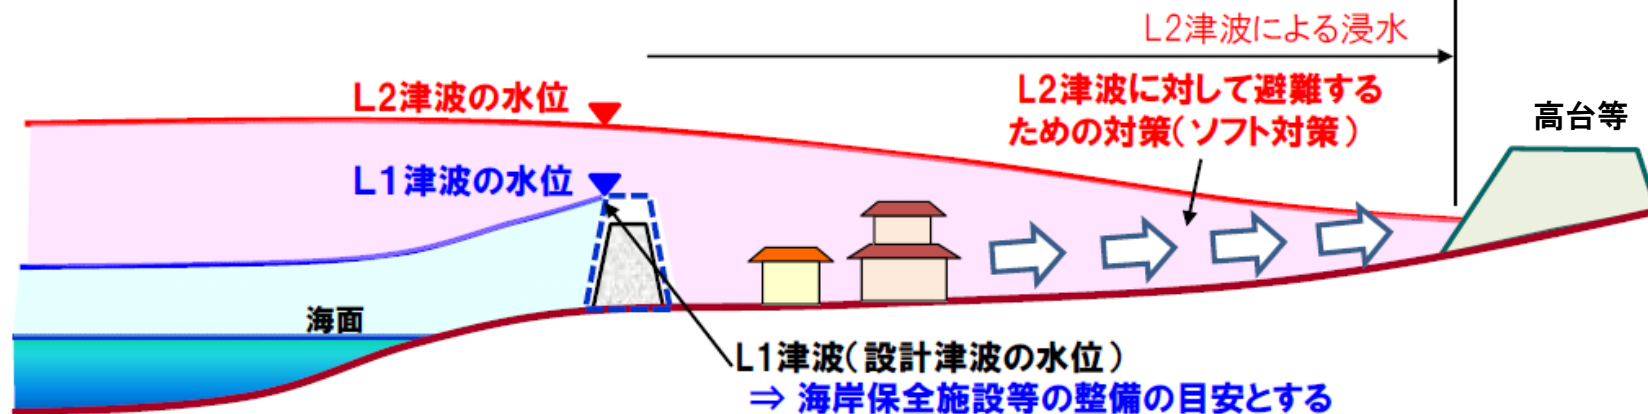 L2津波による浸水
L2津波の水位
L2津波に対して避難する
ための対策(ソフト対策)
高台等
L1津波の水位
海面
L1津波(設計津波の水位)
⇒ 海岸保全施設等の整備の目安とする